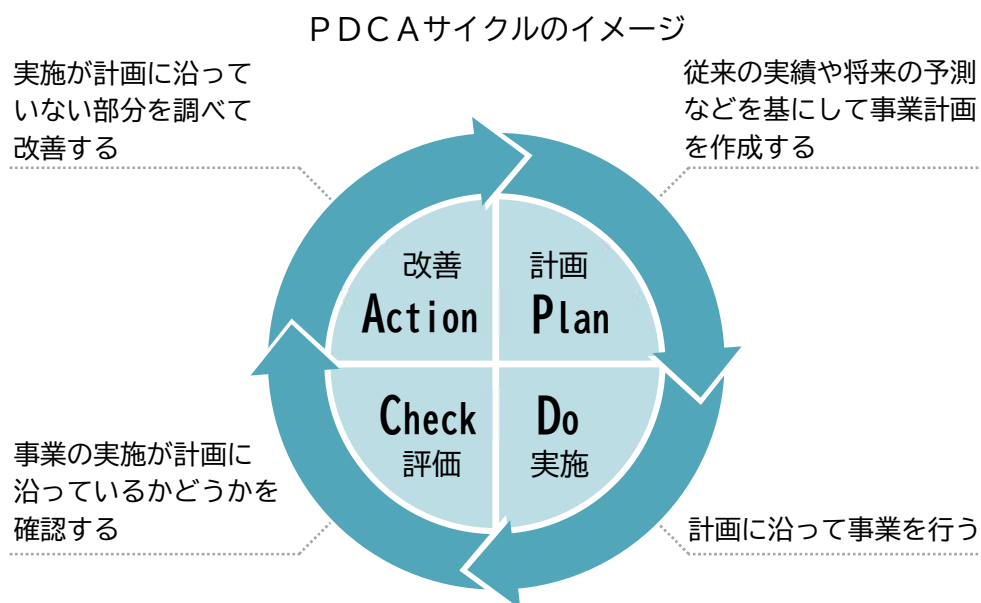 PDCAサイクルのイメージ
実施が計画に沿って
いない部分を調べて
改善する
従来の実績や将来の予測
などを基にして事業計画
を作成する
改善
Action
計画
Plan
Check
評価
Do
実施
事業の実施が計画に
沿っているかどうかを
確認する
計画に沿って事業を行う